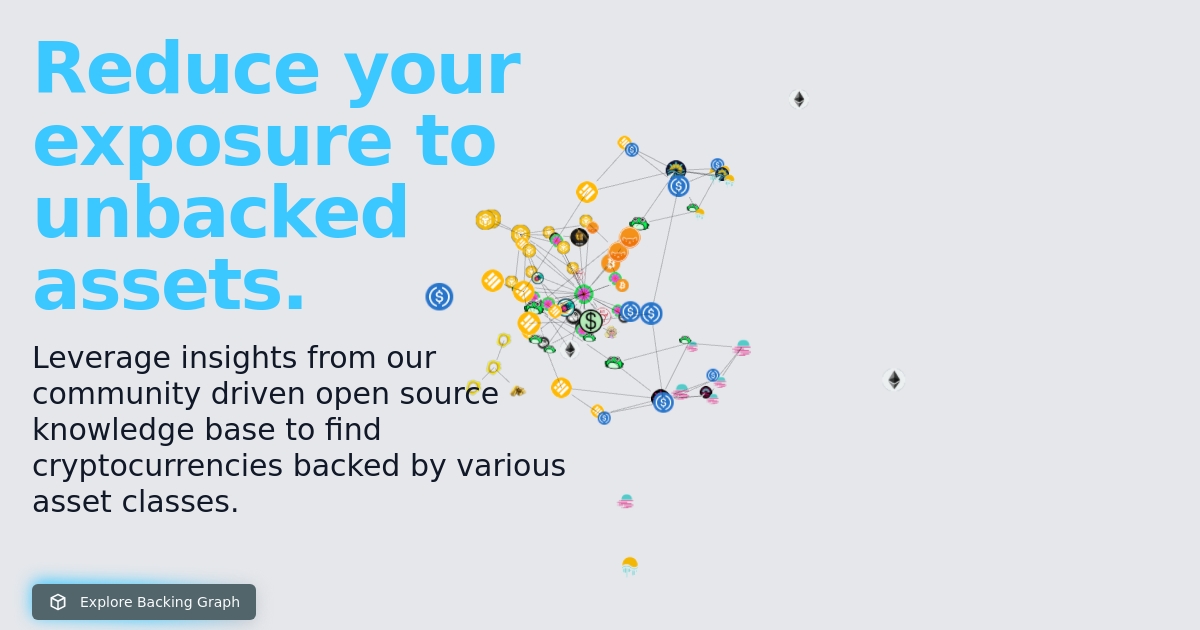 Reduce your
exposure to
unbacked
assets.
Leverage insights from our
community driven open source
knowledge base to find
cryptocurrencies backed by various
asset classes.
Explore Backing Graph